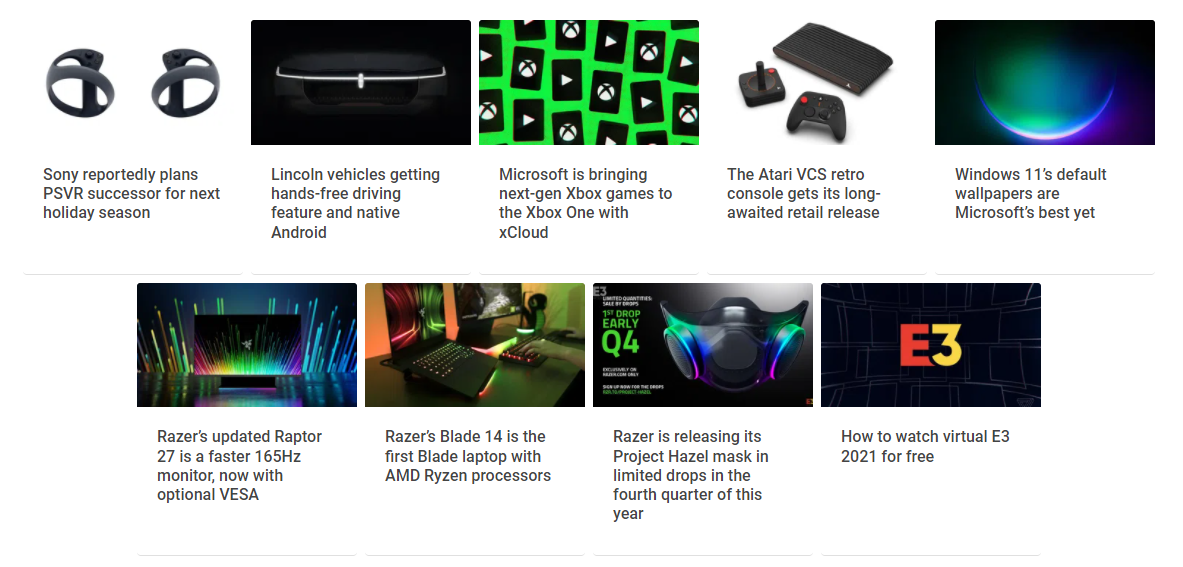 Sony reportedly plans
PSVR successor for next
holiday season
Lincoln vehicles getting
hands-free driving
feature and native
Android
Microsoft is bringing
next-gen Xbox games to
the Xbox One with
xCloud
The Atari VCS retro
console gets its long-
awaited retail release
Windows 11’s default
wallpapers are
Microsoft’s best yet
Razer’s updated Raptor
27 is a faster 165Hz
monitor, now with
optional VESA
Razer’s Blade 14 is the
first Blade laptop with
AMD Ryzen processors
E3
LIMITED QUANTITIES:
SALE BY DROPS
1ST DROP
EARLY
Q4
EXCLUSIVELY ON
RAZER.COM ONLY
SIGN UP NOW FOR THE DROPS
Razer is releasing its
Project Hazel mask in
limited drops in the
fourth quarter of this
year
E3
How to watch virtual E3
2021 for free